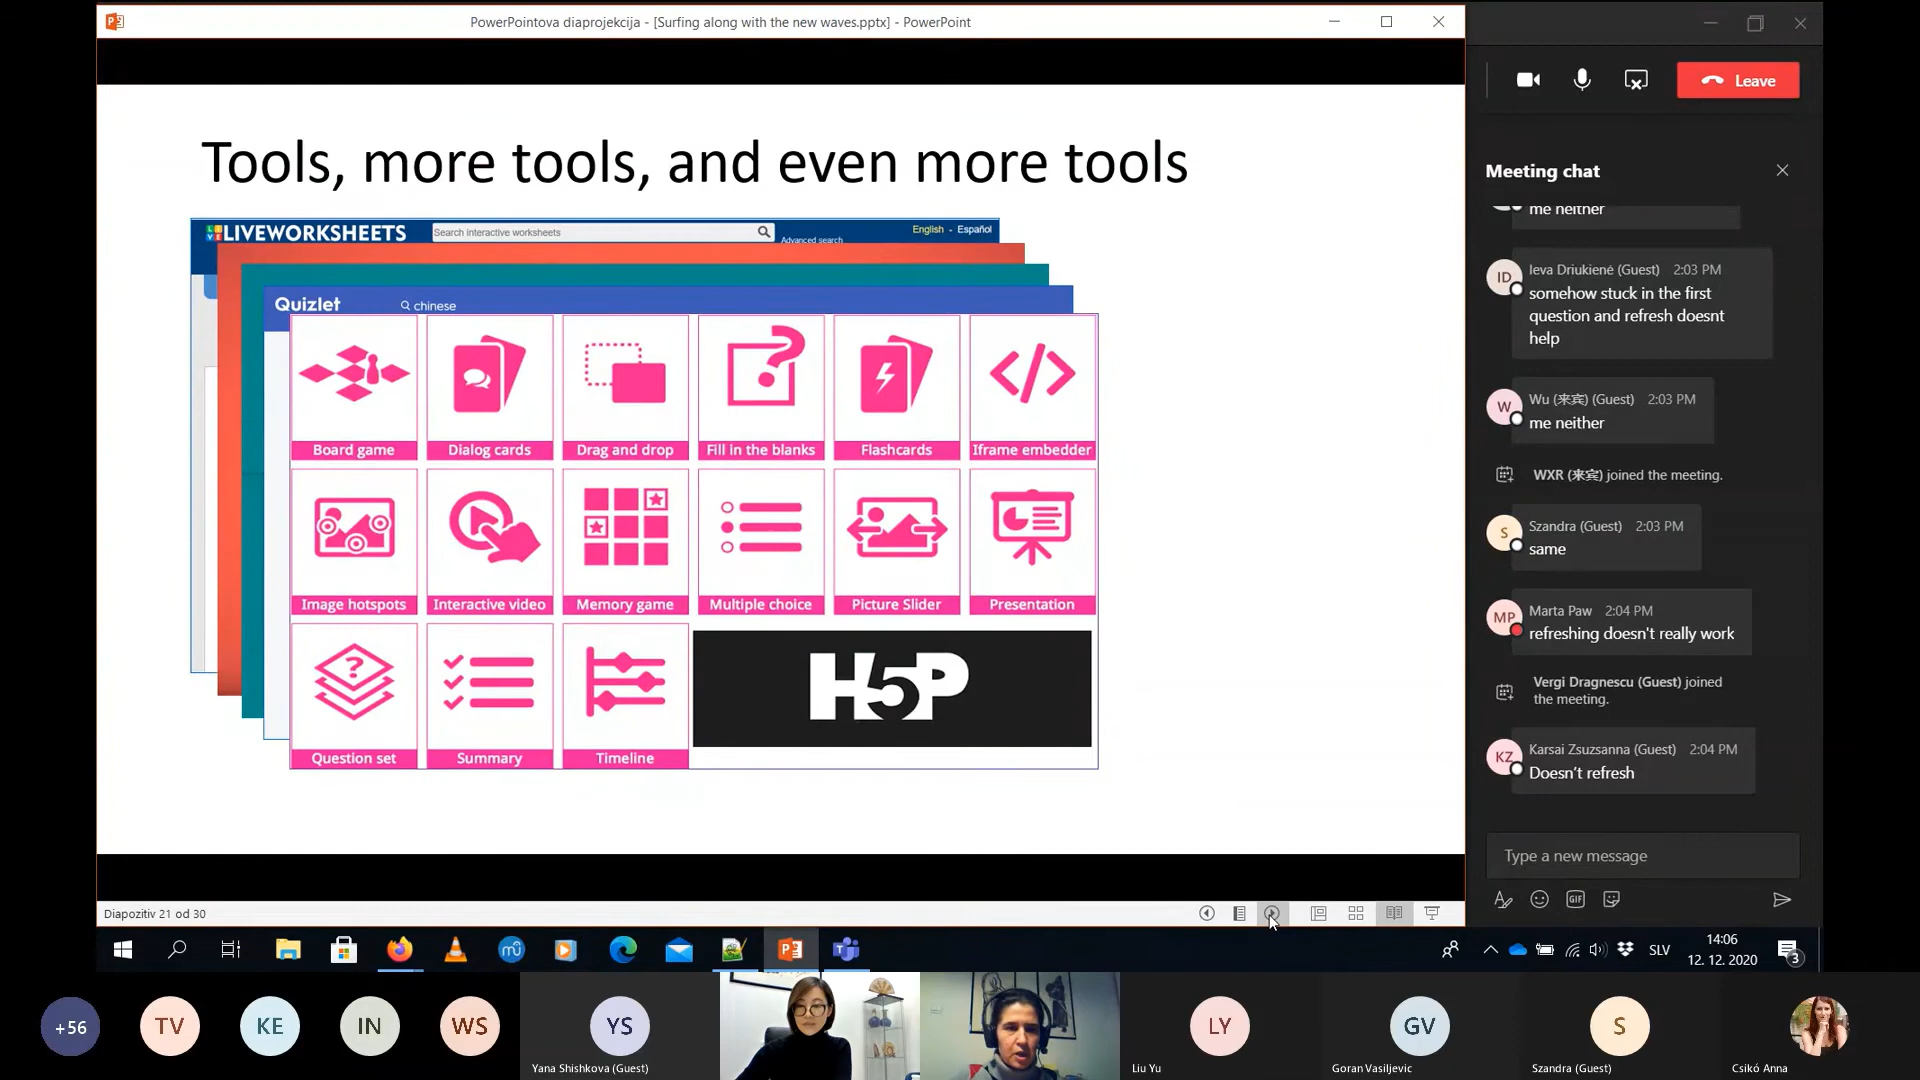 PowerPointova diaprojekcija - [Surfing along with the new waves.pptx] - PowerPoint
Tools, more tools, and even more tools
LIVEWORKSHEETS
Search interactive worksheets
Advanced search
English - Español
Quizlet
chinese
Board game
Dialog cards
Drag and drop
Fill in the blanks
Flashcards
Iframe embedder
Image hotspots
Interactive video
Memory game
Multiple choice
Picture Slider
Presentation
Question set
Summary
Timeline
H5P
Diapozitiv 21 od 30
Leave
Meeting chat
me neither
ID
Ieva Driukienė (Guest) 2:03 PM
somehow stuck in the first
question and refresh doesnt
help
W
Wu (来宾) (Guest) 2:03 PM
me neither
WXR (来宾) joined the meeting.
S
Szandra (Guest) 2:03 PM
same
MP
Marta Paw 2:04 PM
refreshing doesn't really work
Vergi Dragnescu (Guest) joined
the meeting.
KZ
Karsai Zsuzsanna (Guest) 2:04 PM
Doesn't refresh
Type a new message
GIF
SLV
14:06
12. 12. 2020
3
+56
TV
KE
IN
WS
YS
Yana Shishkova (Guest)
LY
Liu Yu
GV
Goran Vasiljevic
S
Szandra (Guest)
Csikó Anna